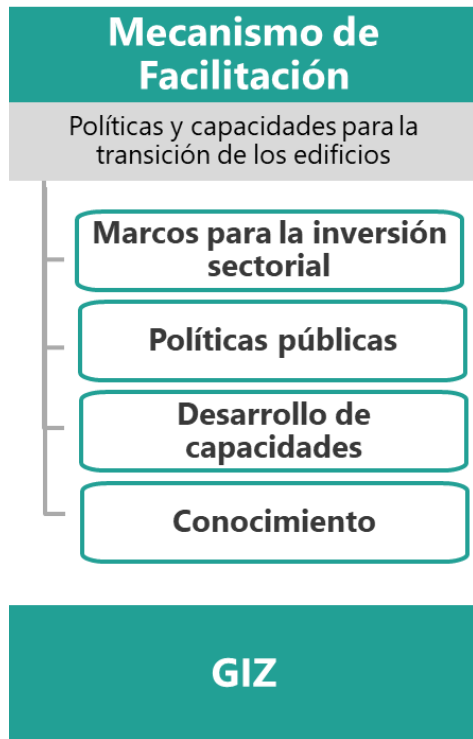 Mecanismo de
Facilitación
Políticas y capacidades para la
transición de los edificios
Marcos para la inversión
sectorial
Políticas públicas
Desarrollo de
capacidades
Conocimiento
GIZ